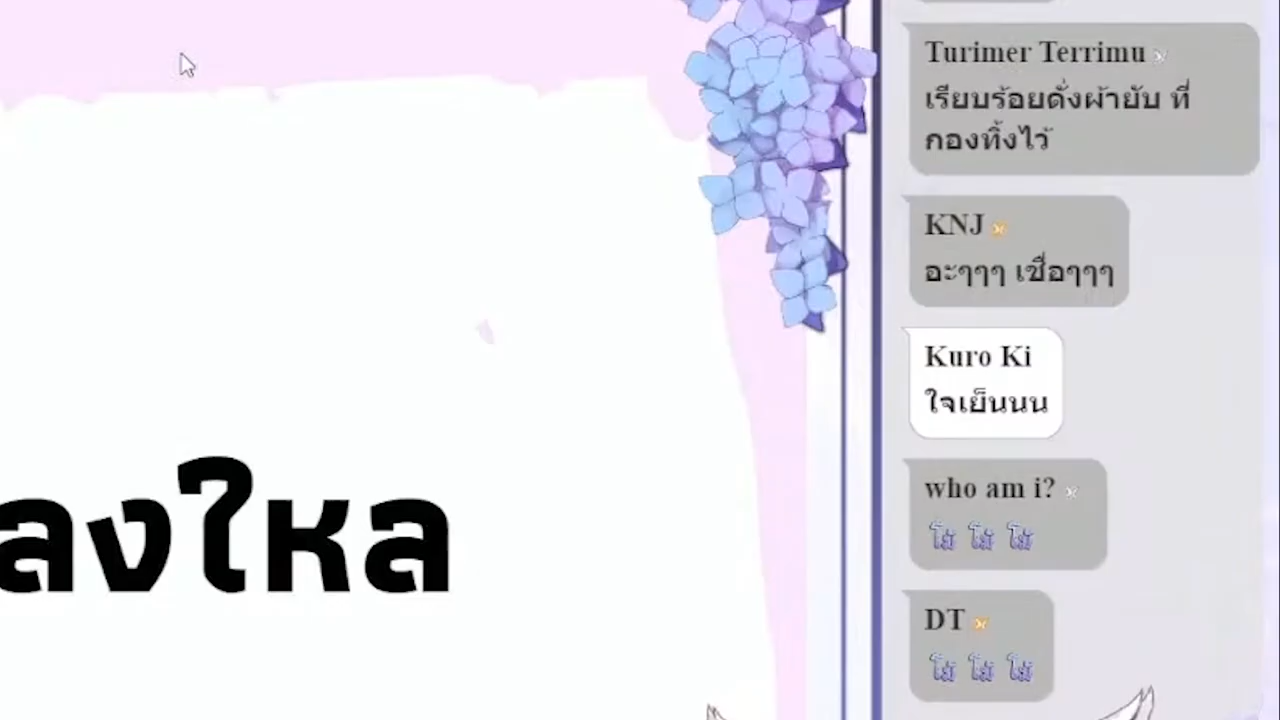 ลงใหล
Turimer Terrimu
เรียบร้อยดั่งผ้ายับ ที่
กองทิ้งไว้
KNJ
อะๆๆๆ เชื่อๆๆๆ
Kuro Ki
ใจเย็นนน
who am i?
DT